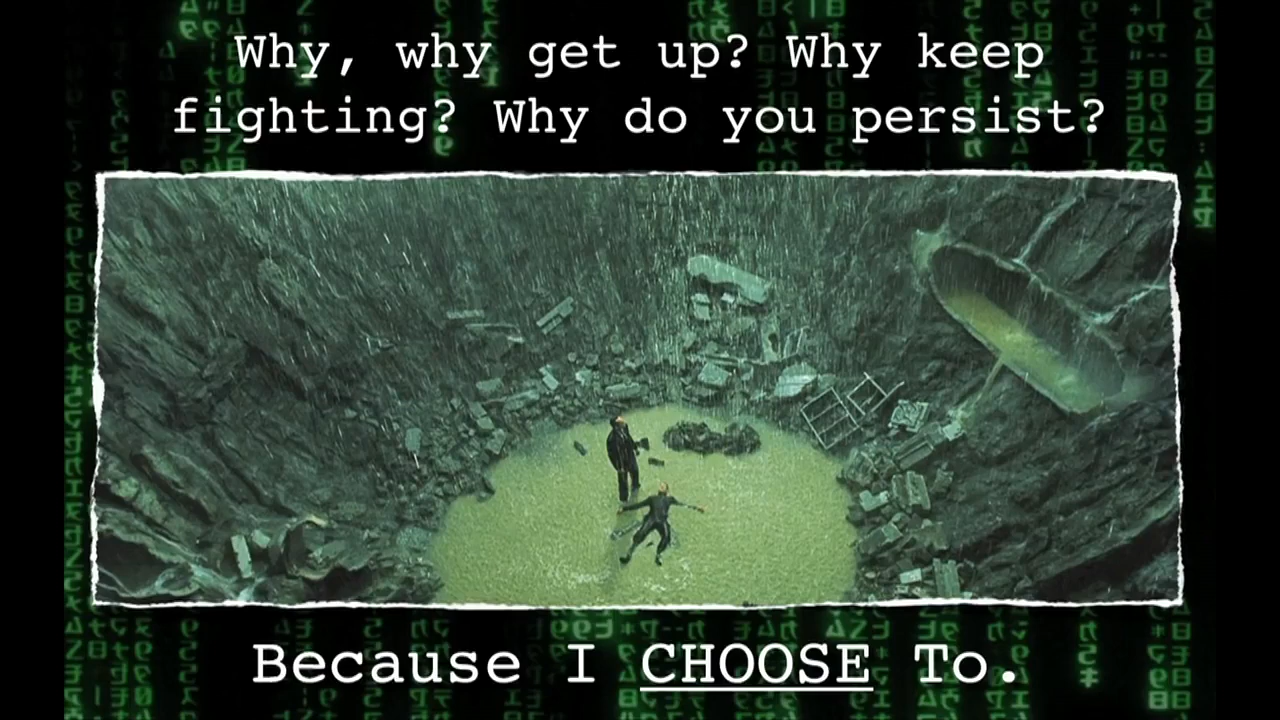 Why, why get up? Why keep
fighting? Why do you persist?
Because I CHOOSE To.